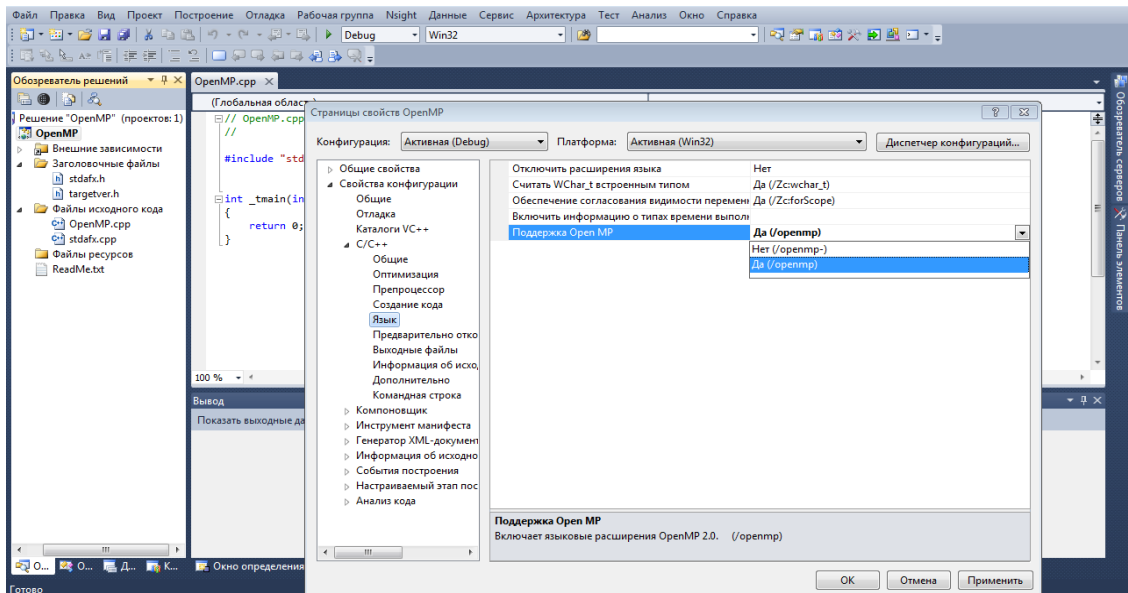 Файл Правка Вид Проект Построение Отладка Рабочая группа Nsight Данные Сервис Архитектура Тест Анализ Окно Справка
Debug Win32
Обозреватель решений
Решение "OpenMP" (проектов: 1)
OpenMP
Внешние зависимости
Заголовочные файлы
stdafx.h
targetver.h
Файлы исходного кода
OpenMP.cpp
stdafx.cpp
Файлы ресурсов
ReadMe.txt
OpenMP.cpp
(Глобальная област
// OpenMP.cpp
//
#include "std
int _tmain(in
{
return 0;
}
100 %
Вывод
Показать выходные да
Страницы свойств OpenMP
Конфигурация: Активная (Debug) Платформа: Активная (Win32) Диспетчер конфигураций...
Общие свойства
Свойства конфигурации
Общие
Отладка
Каталоги VC++
C/C++
Общие
Оптимизация
Препроцессор
Создание кода
Язык
Предварительно отко
Выходные файлы
Информация об исхо
Дополнительно
Командная строка
Компоновщик
Инструмент манифеста
Генератор XML-документ
Информация об исходно
События построения
Настраиваемый этап пос
Анализ кода
Отключить расширения языка Нет
Считать WChar_t встроенным типом Да (/Zc:wchar_t)
Обеспечение согласования видимости перемен Да (/Zc:forScope)
Включить информацию о типах времени выполн
Поддержка Open MP Да (/openmp)
Нет (/openmp-)
Да (/openmp)
Поддержка Open MP
Включает языковые расширения OpenMP 2.0. (/openmp)
OK Отмена Применить
Обозреватель серверов
Панель элементов
О... О... Д... К... Окно определения
Готово